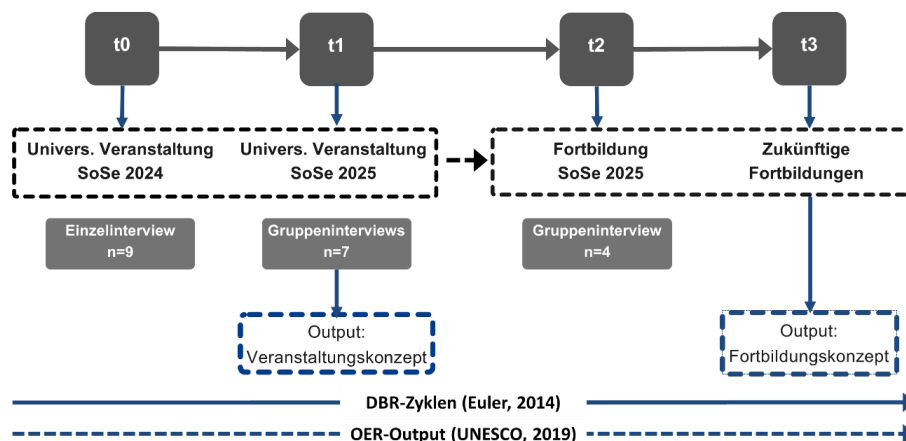 t0
t1
t2
t3
Univers. Veranstaltung
SoSe 2024
Univers. Veranstaltung
SoSe 2025
Fortbildung
SoSe 2025
Zukünftige
Fortbildungen
Einzelinterview
n=9
Gruppeninterviews
n=7
Gruppeninterview
n=4
Output:
Veranstaltungskonzept
Output:
Fortbildungskonzept
DBR-Zyklen (Euler, 2014)
OER-Output (UNESCO, 2019)